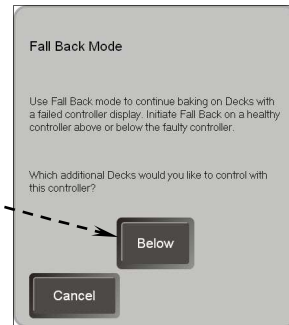 Fall Back Mode
Use Fall Back mode to continue baking on Decks with
a failed controller display. Initiate Fall Back on a healthy
controller above or below the faulty controller.
Which additional Decks would you like to control with
this controller?
Below
Cancel